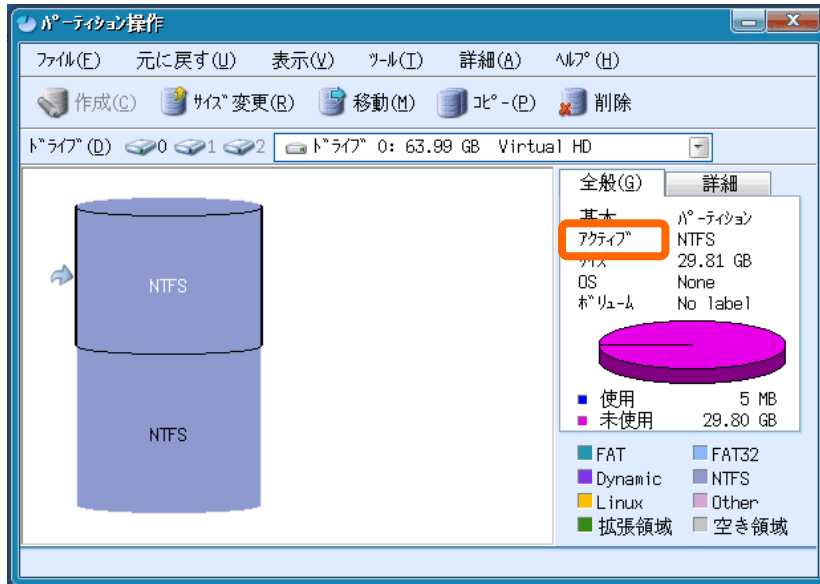 ﾊﾟｰﾃｨｼｮﾝ操作
ﾌｧｲﾙ(F) 元に戻す(U) 表示(V) ﾂｰﾙ(T) 詳細(A) ﾍﾙﾌﾟ(H)
作成(C) ｻｲｽﾞ変更(R) 移動(M) ｺﾋﾟｰ(P) 削除
ﾄﾞﾗｲﾌﾞ(D) 0 1 2 ﾄﾞﾗｲﾌﾞ 0: 63.99 GB Virtual HD
全般(G) 詳細
基本 ﾊﾟｰﾃｨｼｮﾝ
ｱｸﾃｨﾌﾞ NTFS
ｻｲｽﾞ 29.81 GB
OS None
ﾎﾞﾘｭｰﾑ No label
NTFS
NTFS
使用 5 MB
未使用 29.80 GB
FAT FAT32
Dynamic NTFS
Linux Other
拡張領域 空き領域